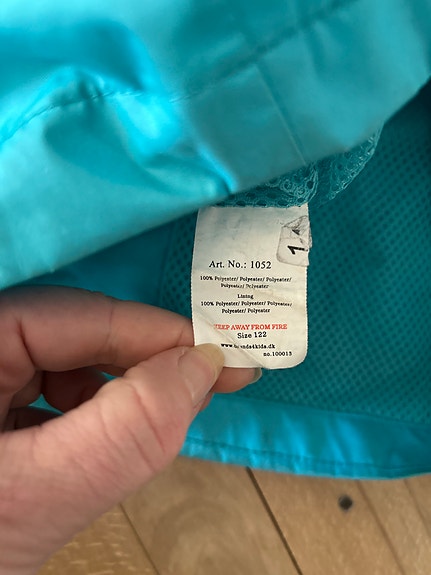 Art. No.: 1052
100% Polyester/ Polyester/ Polyester/
Polyester/ Polyester
Lining
100% Polyester/ Polyester/ Polyester/
Polyester/ Polyester
KEEP AWAY FROM FIRE
Size 122
no.100013